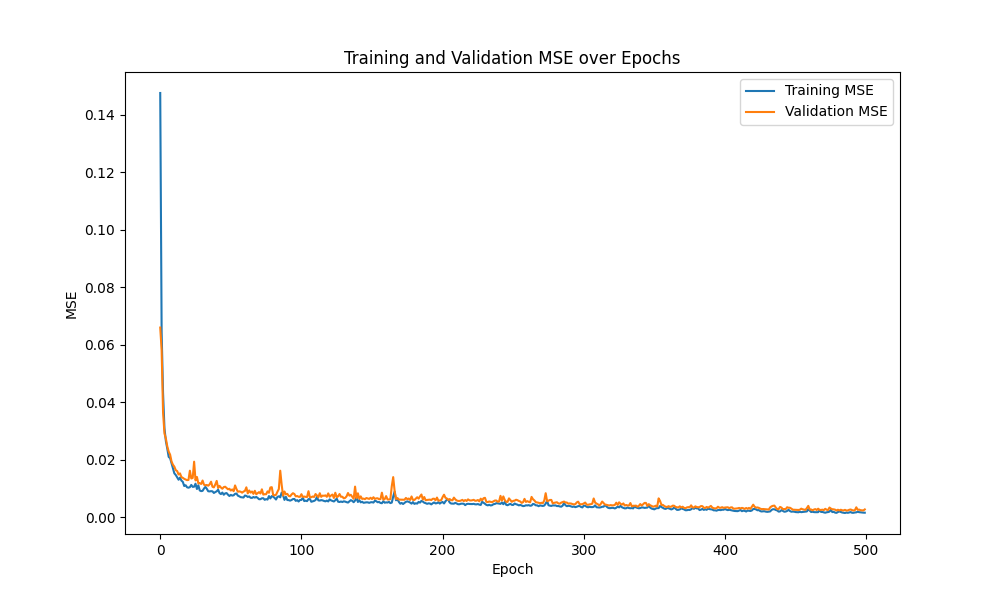 Training and Validation MSE over Epochs
Training MSE
Validation MSE
0.14
0.12
0.10
0.08
0.06
0.04
0.02
0.00
MSE
0
100
200
300
400
500
Epoch